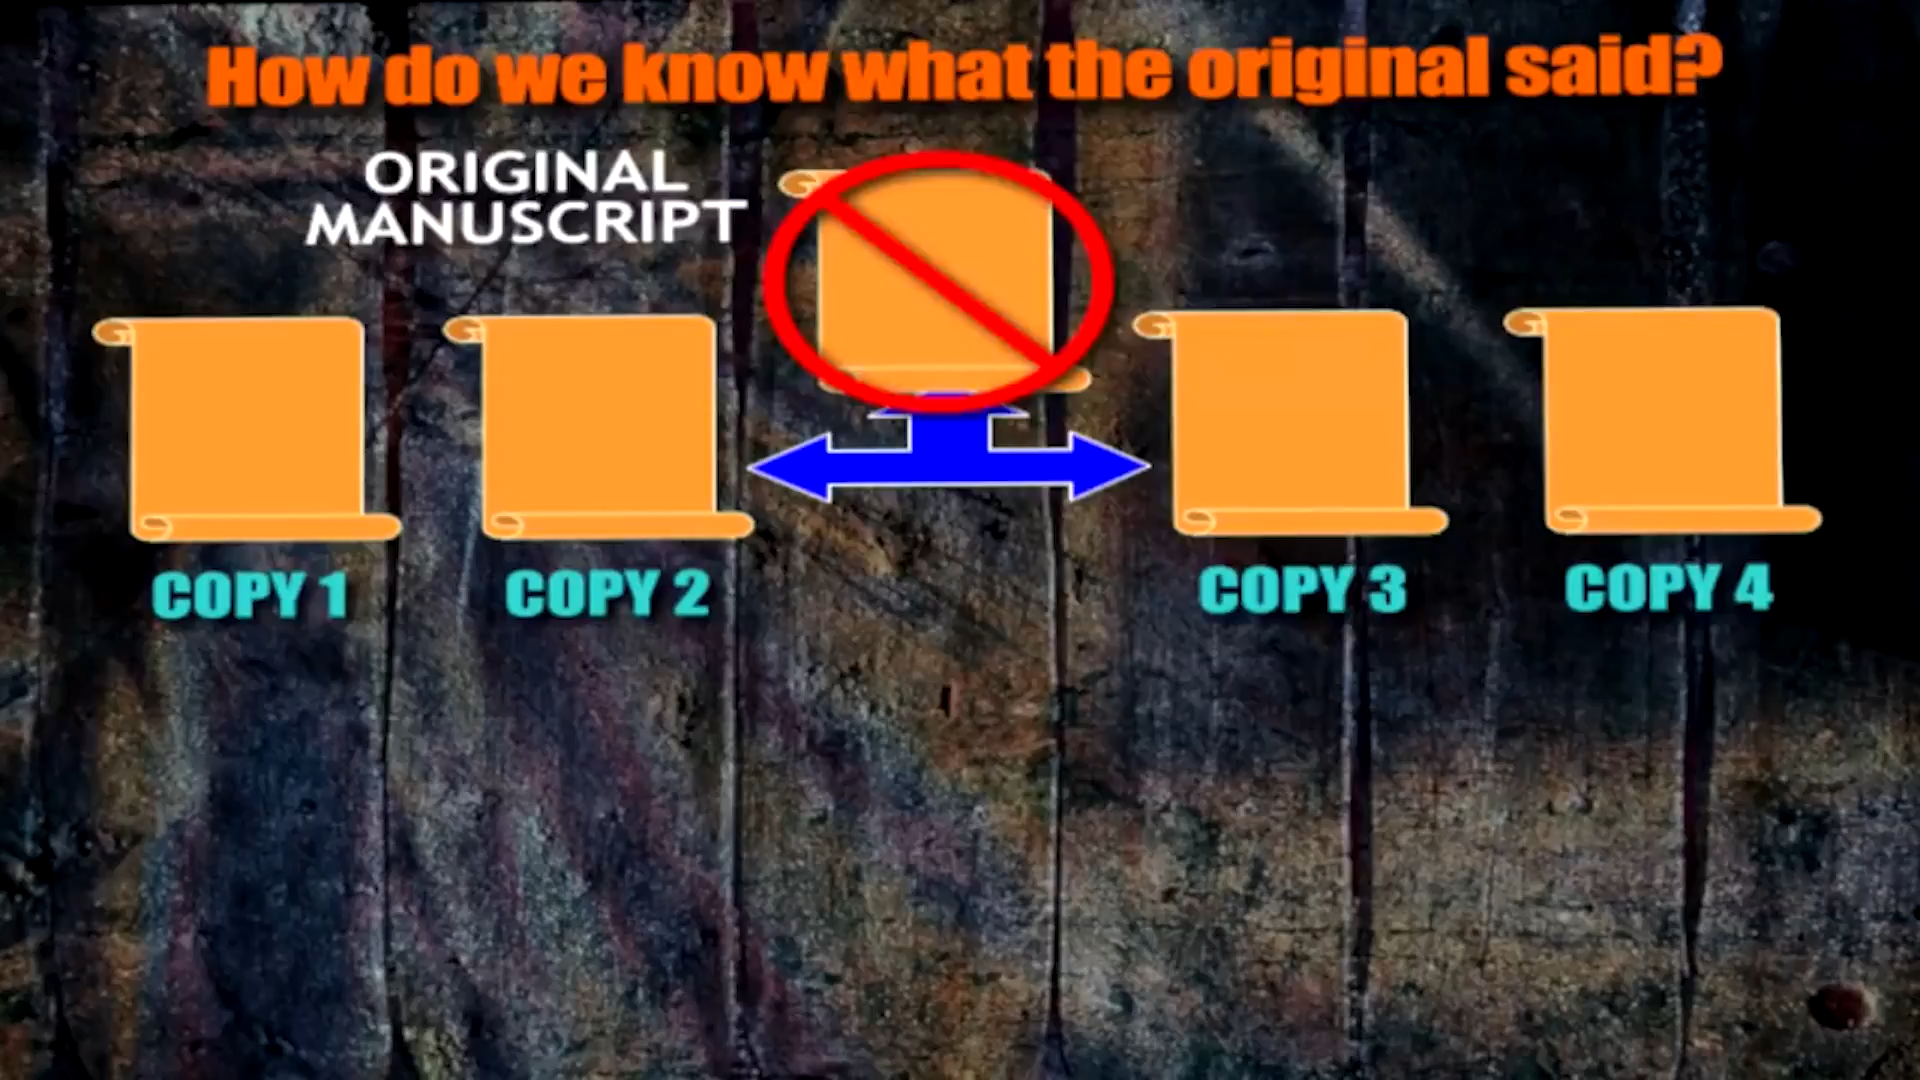 How do we know what the original said?
ORIGINAL
MANUSCRIPT
COPY 1
COPY 2
COPY 3
COPY 4